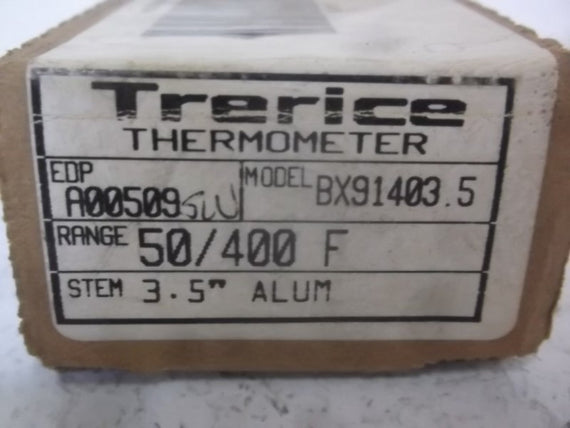 Trerice
THERMOMETER
EDP A00509 MODEL BX91403.5
RANGE 50/400 F
STEM 3.5" ALUM